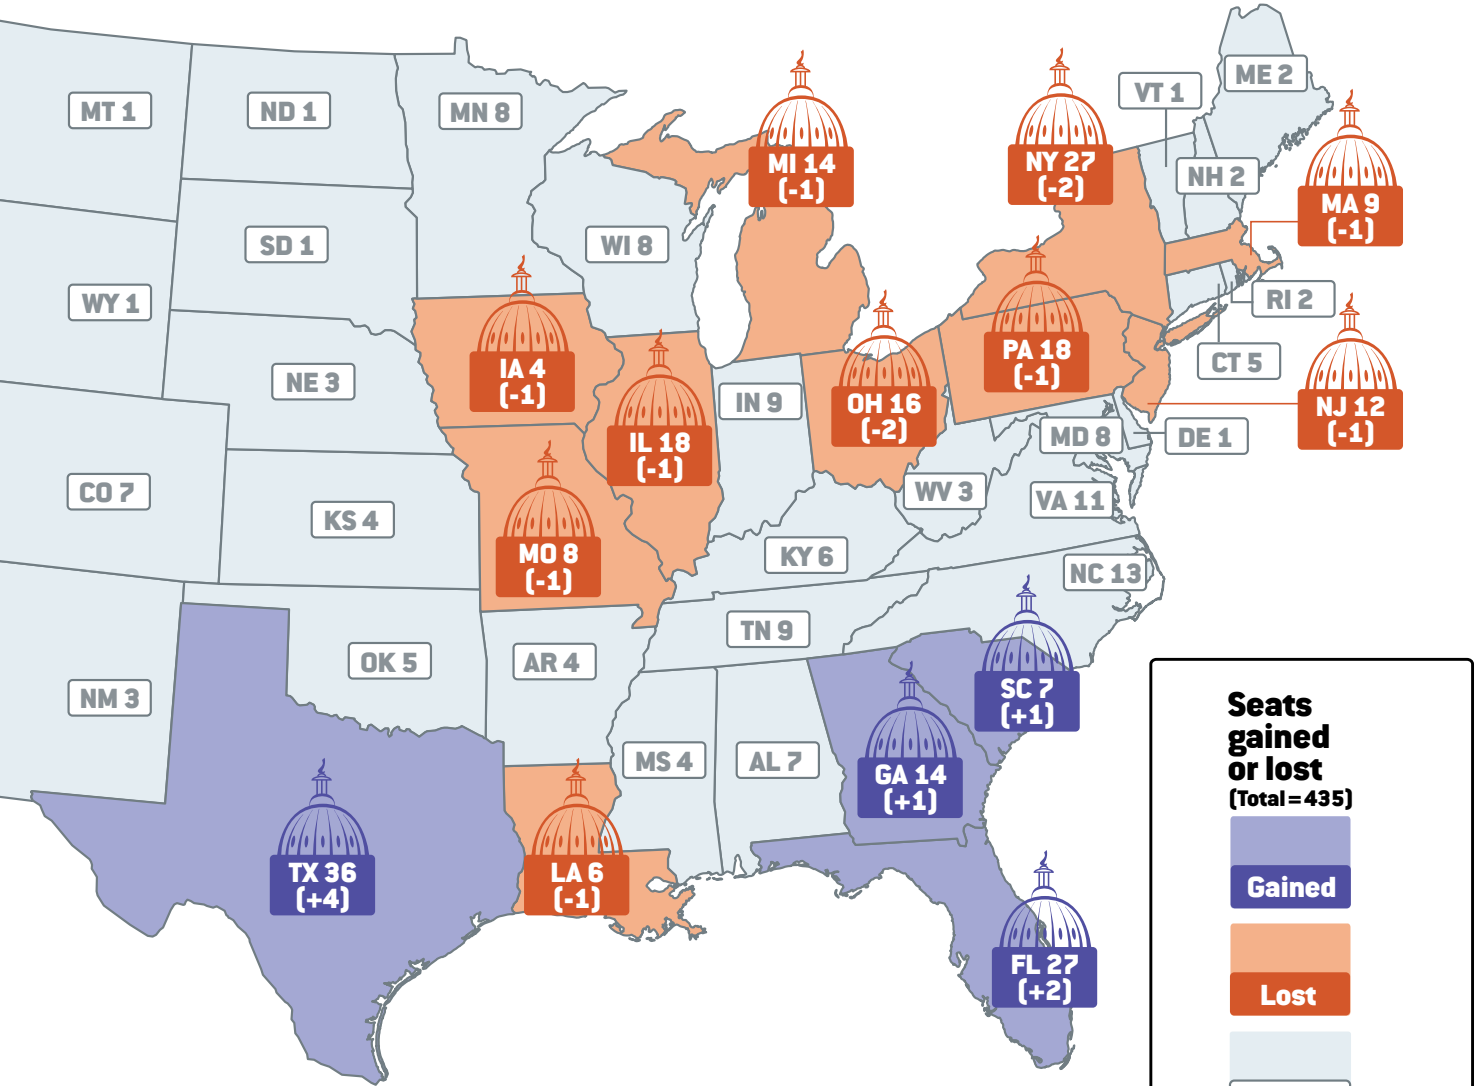 ME 2
VT 1
MT 1
ND 1
MN 8
MI 14
(-1)
NY 27
(-2)
NH 2
MA 9
(-1)
SD 1
WI 8
WY 1
RI 2
IA 4
(-1)
PA 18
(-1)
CT 5
NE 3
IN 9
OH 16
(-2)
NJ 12
(-1)
IL 18
(-1)
MD 8
DE 1
CO 7
KS 4
WV 3
VA 11
MO 8
(-1)
KY 6
NC 13
TN 9
OK 5
AR 4
NM 3
SC 7
(+1)
MS 4
AL 7
GA 14
(+1)
TX 36
(+4)
LA 6
(-1)
FL 27
(+2)
Seats
gained
or lost
(Total=435)
Gained
Lost